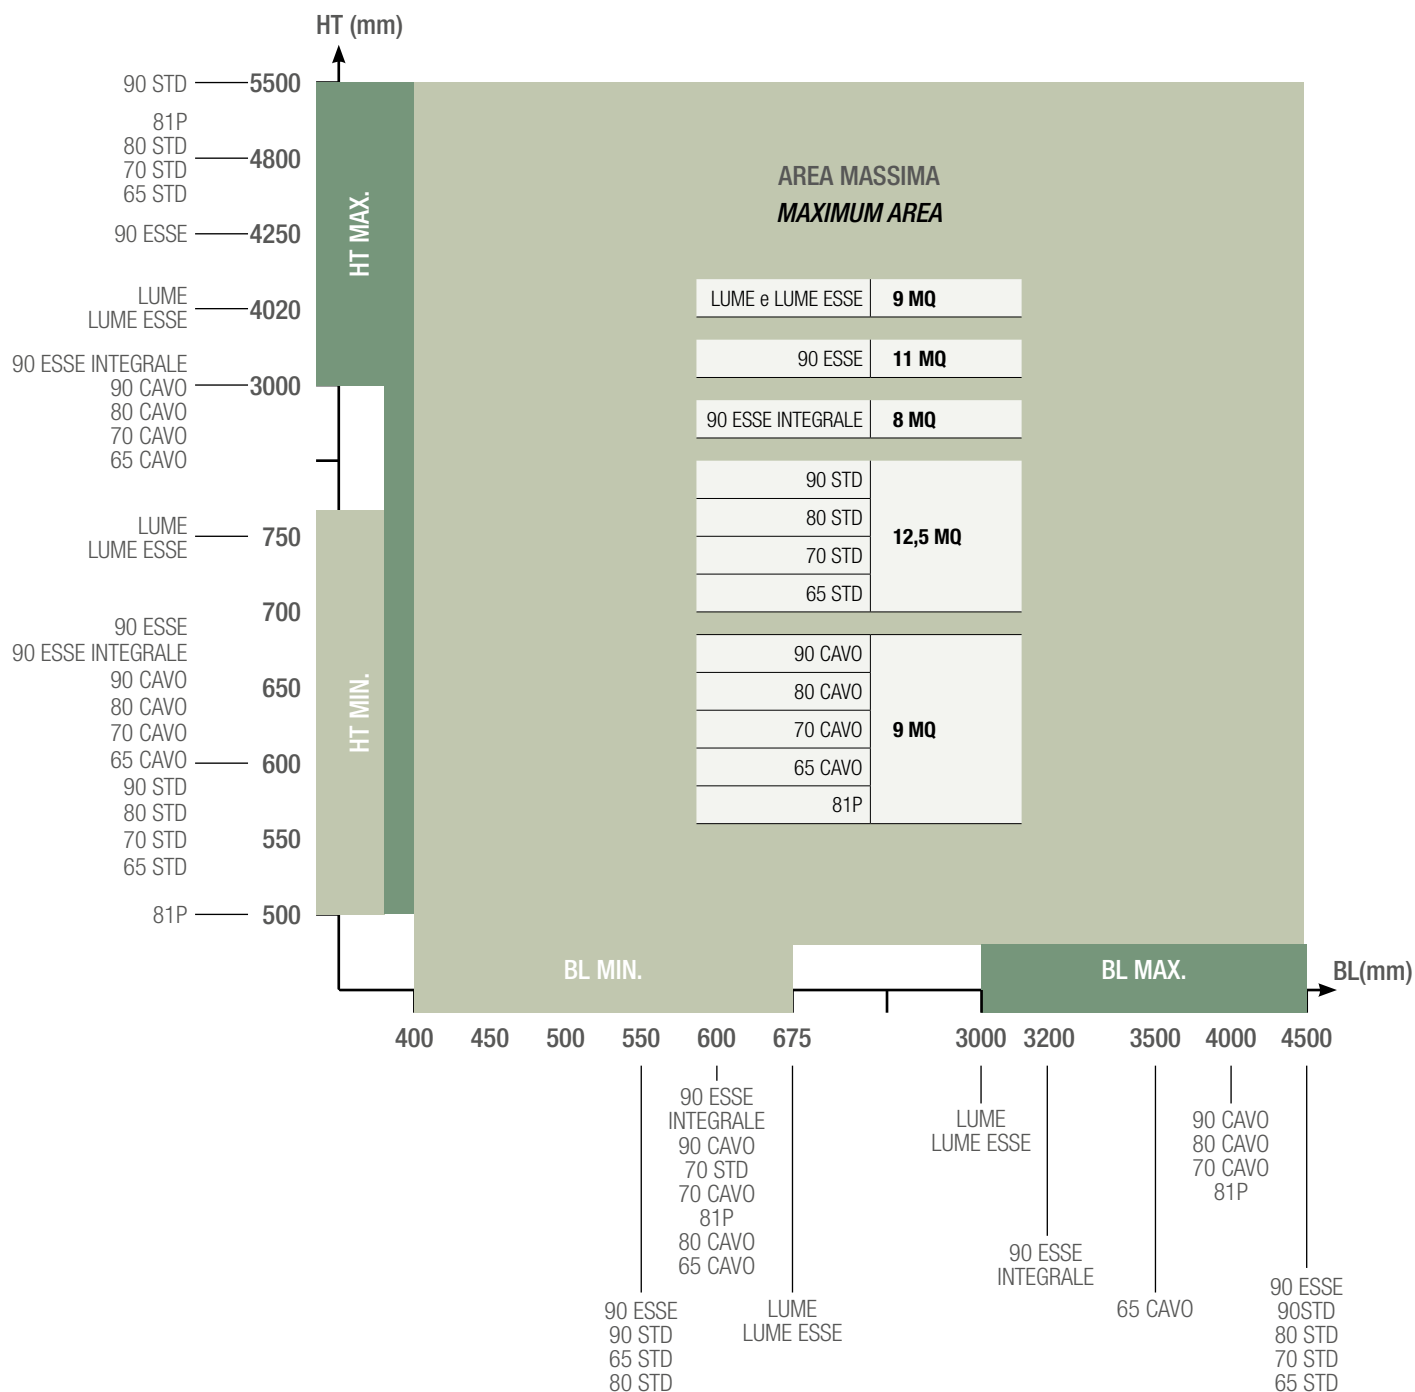 HT (mm)
90 STD
5500
81P
80 STD
70 STD
65 STD
4800
90 ESSE
4250
LUME
LUME ESSE
4020
90 ESSE INTEGRALE
90 CAVO
80 CAVO
70 CAVO
65 CAVO
3000
LUME
LUME ESSE
750
700
90 ESSE
90 ESSE INTEGRALE
90 CAVO
80 CAVO
70 CAVO
65 CAVO
90 STD
80 STD
70 STD
65 STD
650
600
550
81P
500
HT MAX.
HT MIN.
AREA MASSIMA
MAXIMUM AREA
LUME e LUME ESSE 9 MQ
90 ESSE 11 MQ
90 ESSE INTEGRALE 8 MQ
90 STD
80 STD
70 STD
65 STD
12,5 MQ
90 CAVO
80 CAVO
70 CAVO
65 CAVO
81P
9 MQ
BL MIN.
BL MAX.
BL(mm)
400 450 500 550 600 675 3000 3200 3500 4000 4500
90 ESSE
90 STD
65 STD
80 STD
90 ESSE
INTEGRALE
90 CAVO
70 STD
70 CAVO
81P
80 CAVO
65 CAVO
LUME
LUME ESSE
LUME
LUME ESSE
90 ESSE
INTEGRALE
65 CAVO
90 CAVO
80 CAVO
70 CAVO
81P
90 ESSE
90STD
80 STD
70 STD
65 STD